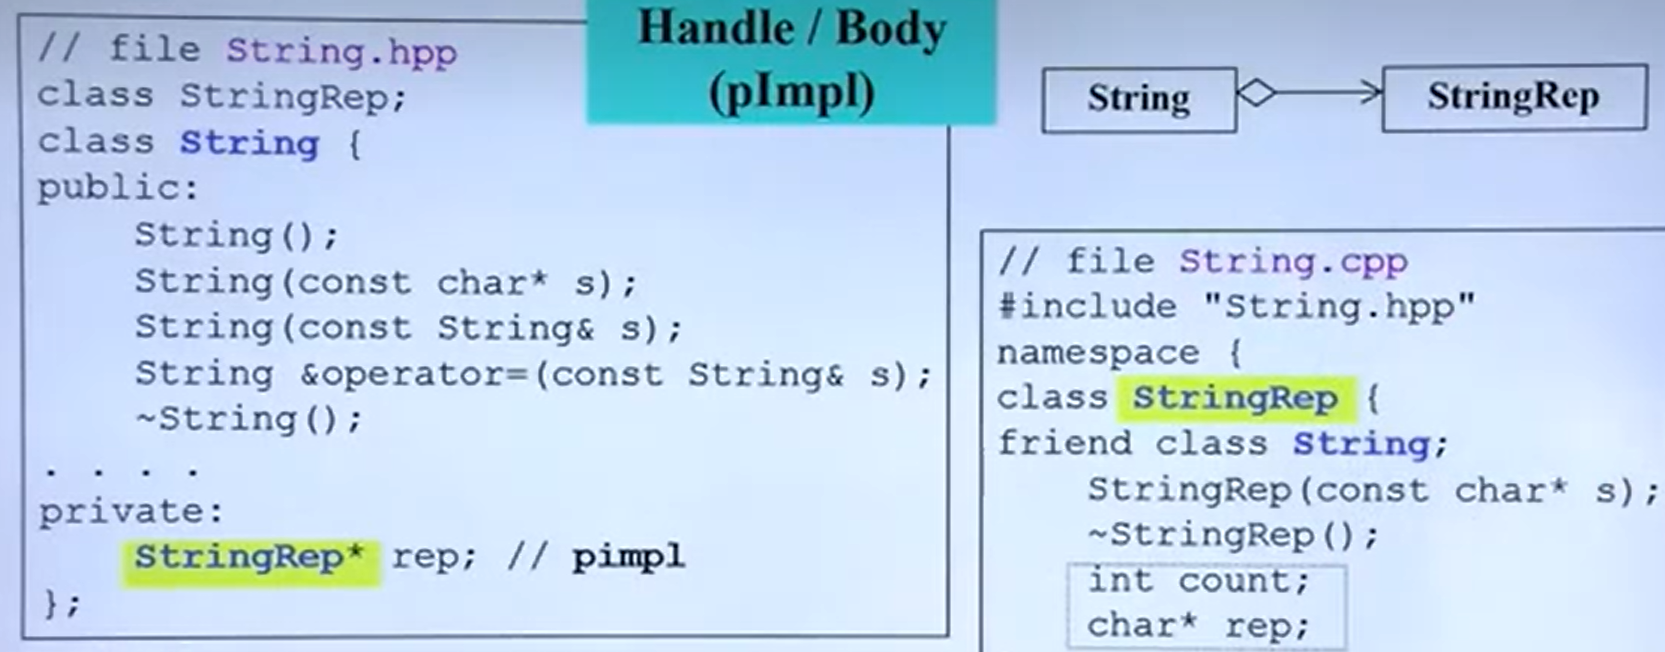 Handle / Body
(pImpl)
// file String.hpp
class StringRep;
class String {
public:
String();
String(const char* s);
String(const String& s);
String &operator=(const String& s);
~String();
. . . .
private:
StringRep* rep; // pimpl
};
String
StringRep
// file String.cpp
#include "String.hpp"
namespace {
class StringRep {
friend class String;
StringRep(const char* s);
~StringRep();
int count;
char* rep;